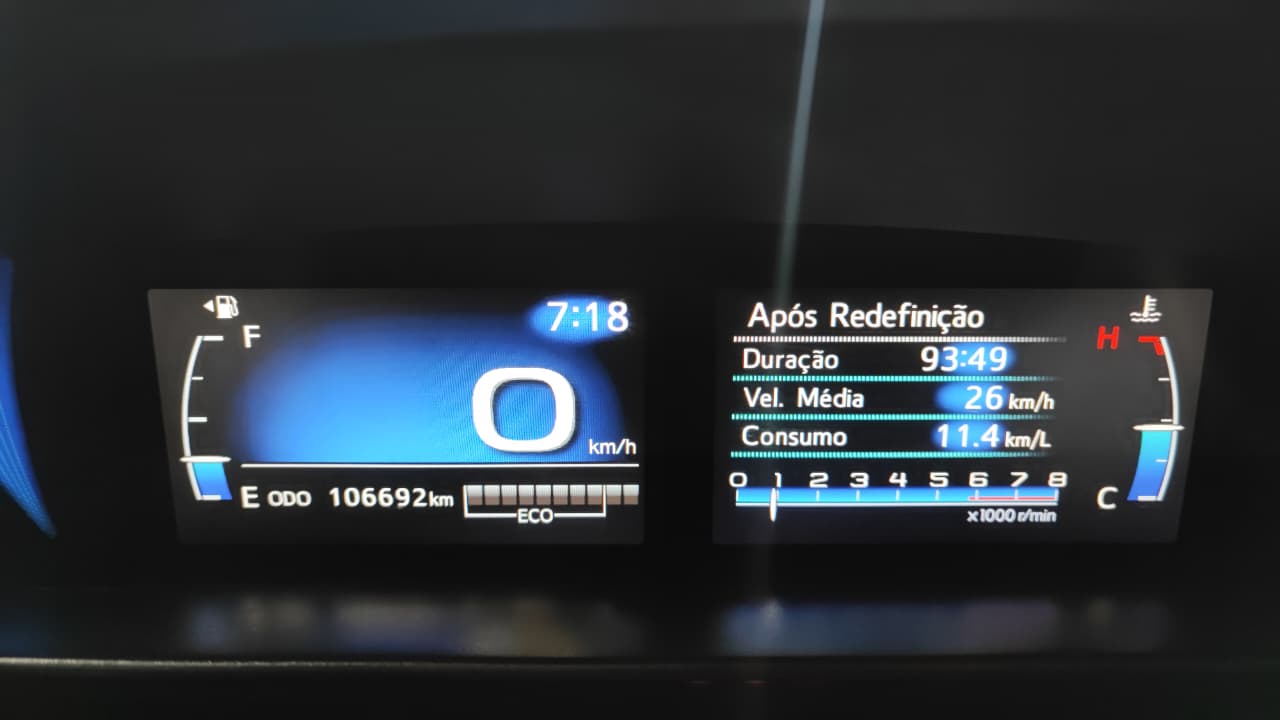 F
7:18
0
km/h
E ODO 106692km
ECO
Após Redefinição
Duração 93:49
Vel. Média 26 km/h
Consumo 11.4 km/L
0 1 2 3 4 5 6 7 8
x1000 r/min
H
C